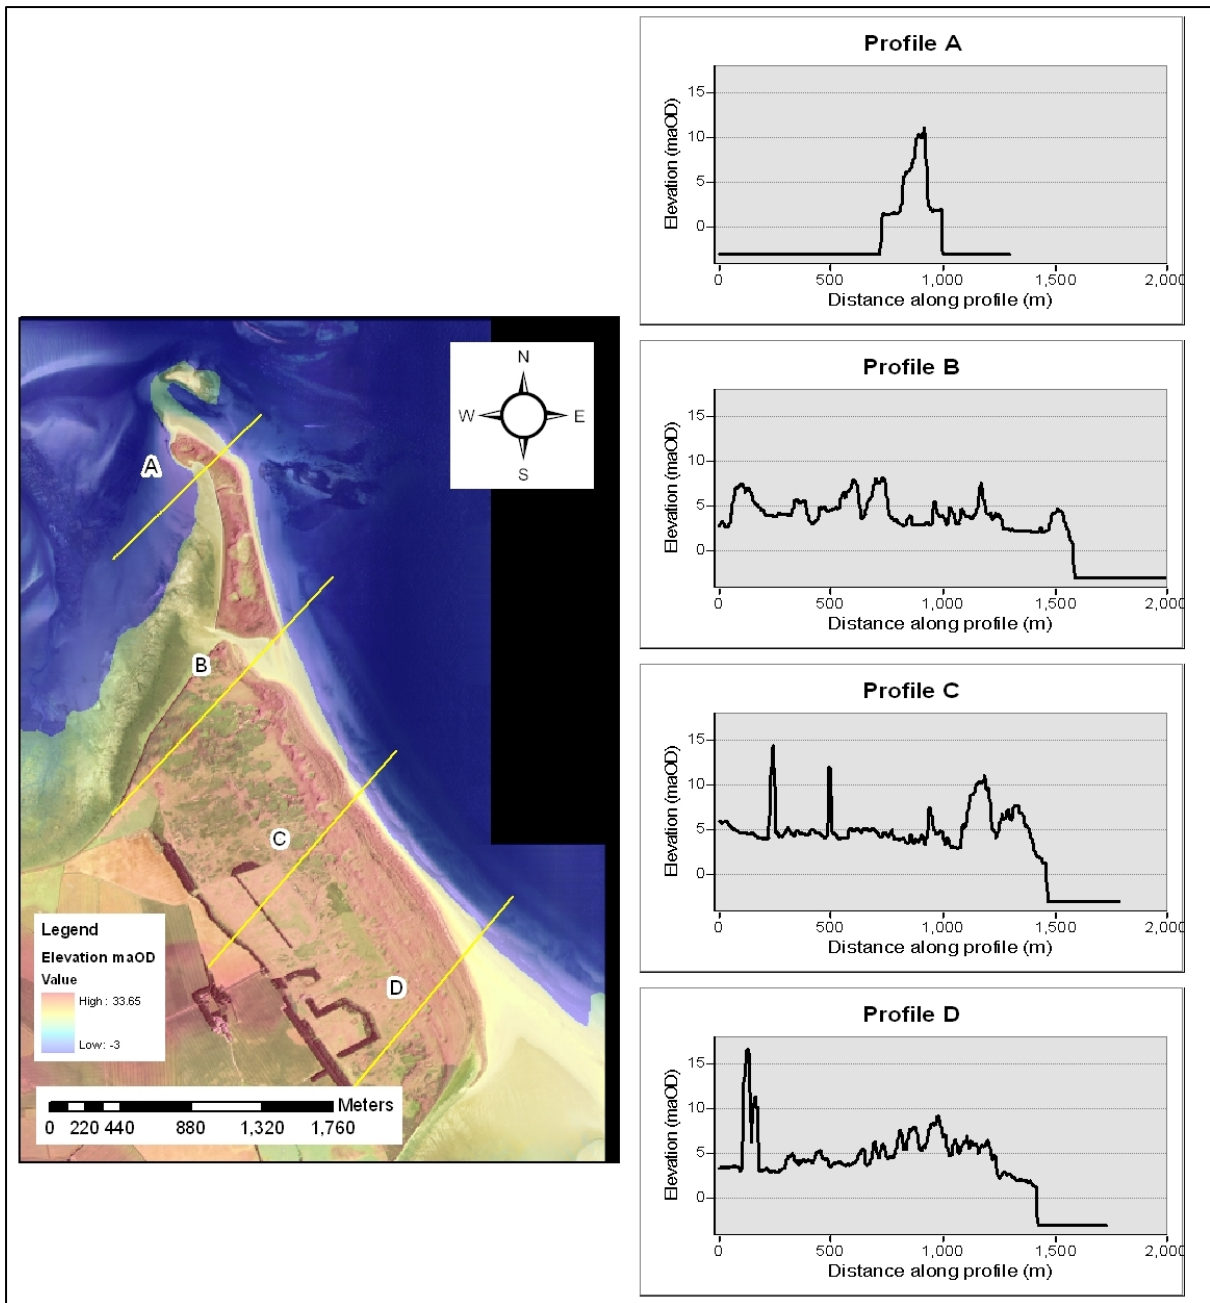 Profile A
Elevation (maOD)
15
10
5
0
0 500 1,000 1,500 2,000
Distance along profile (m)
Profile B
Elevation (maOD)
15
10
5
0
0 500 1,000 1,500 2,000
Distance along profile (m)
Profile C
Elevation (maOD)
15
10
5
0
0 500 1,000 1,500 2,000
Distance along profile (m)
Profile D
Elevation (maOD)
15
10
5
0
0 500 1,000 1,500 2,000
Distance along profile (m)
N
W E
S
A
B
C
D
Legend
Elevation maOD
Value
High : 33.65
Low: -3
Meters
0 220 440 880 1,320 1,760